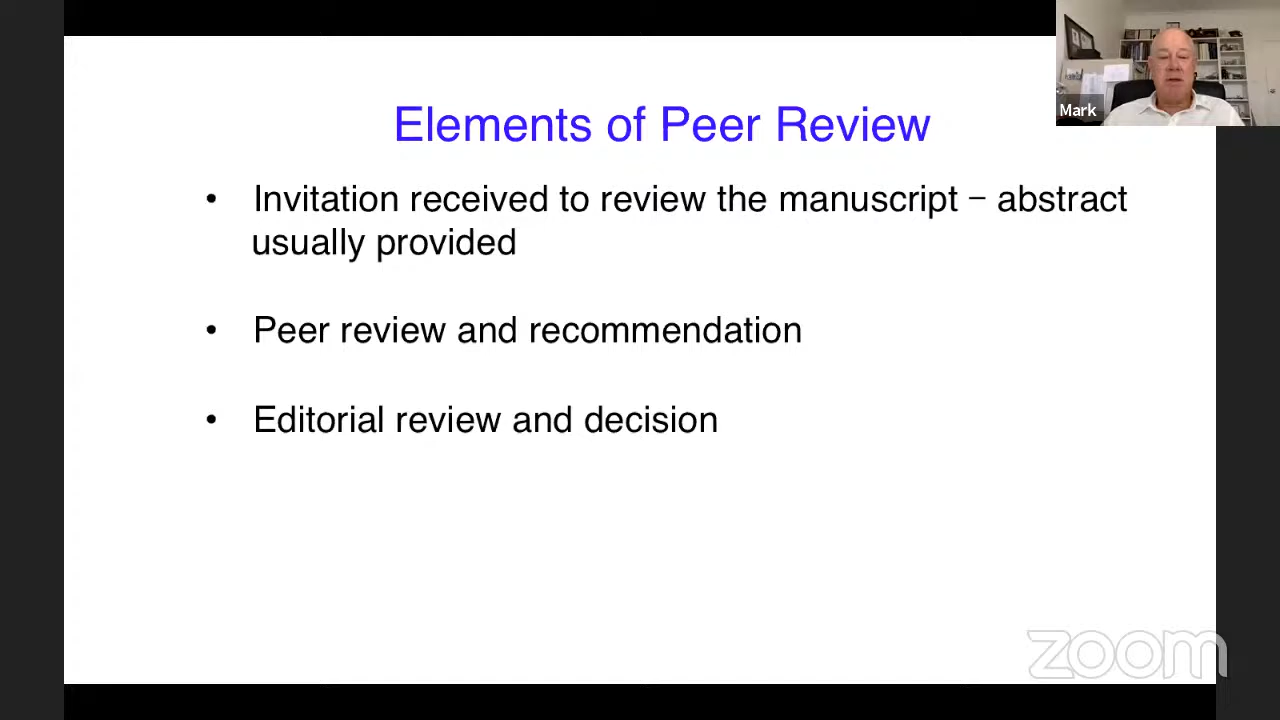 Elements of Peer Review
• Invitation received to review the manuscript – abstract
usually provided
• Peer review and recommendation
• Editorial review and decision
Mark
zoom